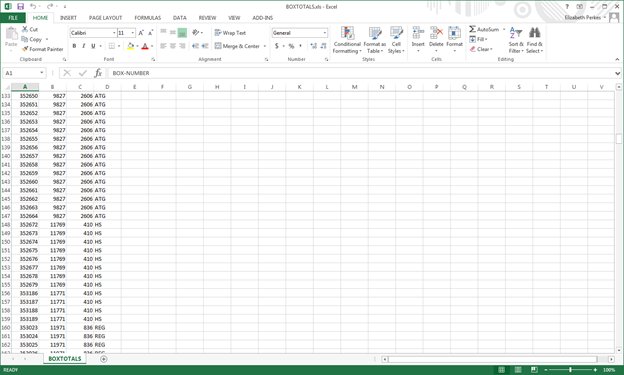 BOXTOTALS.xls - Excel
FILE HOME INSERT PAGE LAYOUT FORMULAS DATA REVIEW VIEW ADD-INS Elizabeth Perkes
Paste
Cut
Copy
Format Painter
Clipboard
Calibri 11
B I U
Font
Wrap Text
Merge & Center
Alignment
General
$ % ,
Number
Conditional Formatting
Format as Table
Cell Styles
Styles
Insert Delete Format
Cells
AutoSum
Fill
Clear
Sort & Filter
Find & Select
Editing
A1 fx BOX-NUMBER
A B C D E F G H I J K L M N O P Q R S T U V
133 352650 9827 2606 ATG
134 352651 9827 2606 ATG
135 352652 9827 2606 ATG
136 352653 9827 2606 ATG
137 352654 9827 2606 ATG
138 352655 9827 2606 ATG
139 352656 9827 2606 ATG
140 352657 9827 2606 ATG
141 352658 9827 2606 ATG
142 352659 9827 2606 ATG
143 352660 9827 2606 ATG
144 352661 9827 2606 ATG
145 352662 9827 2606 ATG
146 352663 9827 2606 ATG
147 352664 9827 2606 ATG
148 352672 11769 410 HS
149 352673 11769 410 HS
150 352674 11769 410 HS
151 352675 11769 410 HS
152 352676 11769 410 HS
153 352677 11769 410 HS
154 352678 11769 410 HS
155 352679 11769 410 HS
156 353186 11771 410 HS
157 353187 11771 410 HS
158 353188 11771 410 HS
159 353189 11771 410 HS
160 353023 11971 836 REG
161 353024 11971 836 REG
162 353025 11971 836 REG
BOXTOTALS
READY 100%